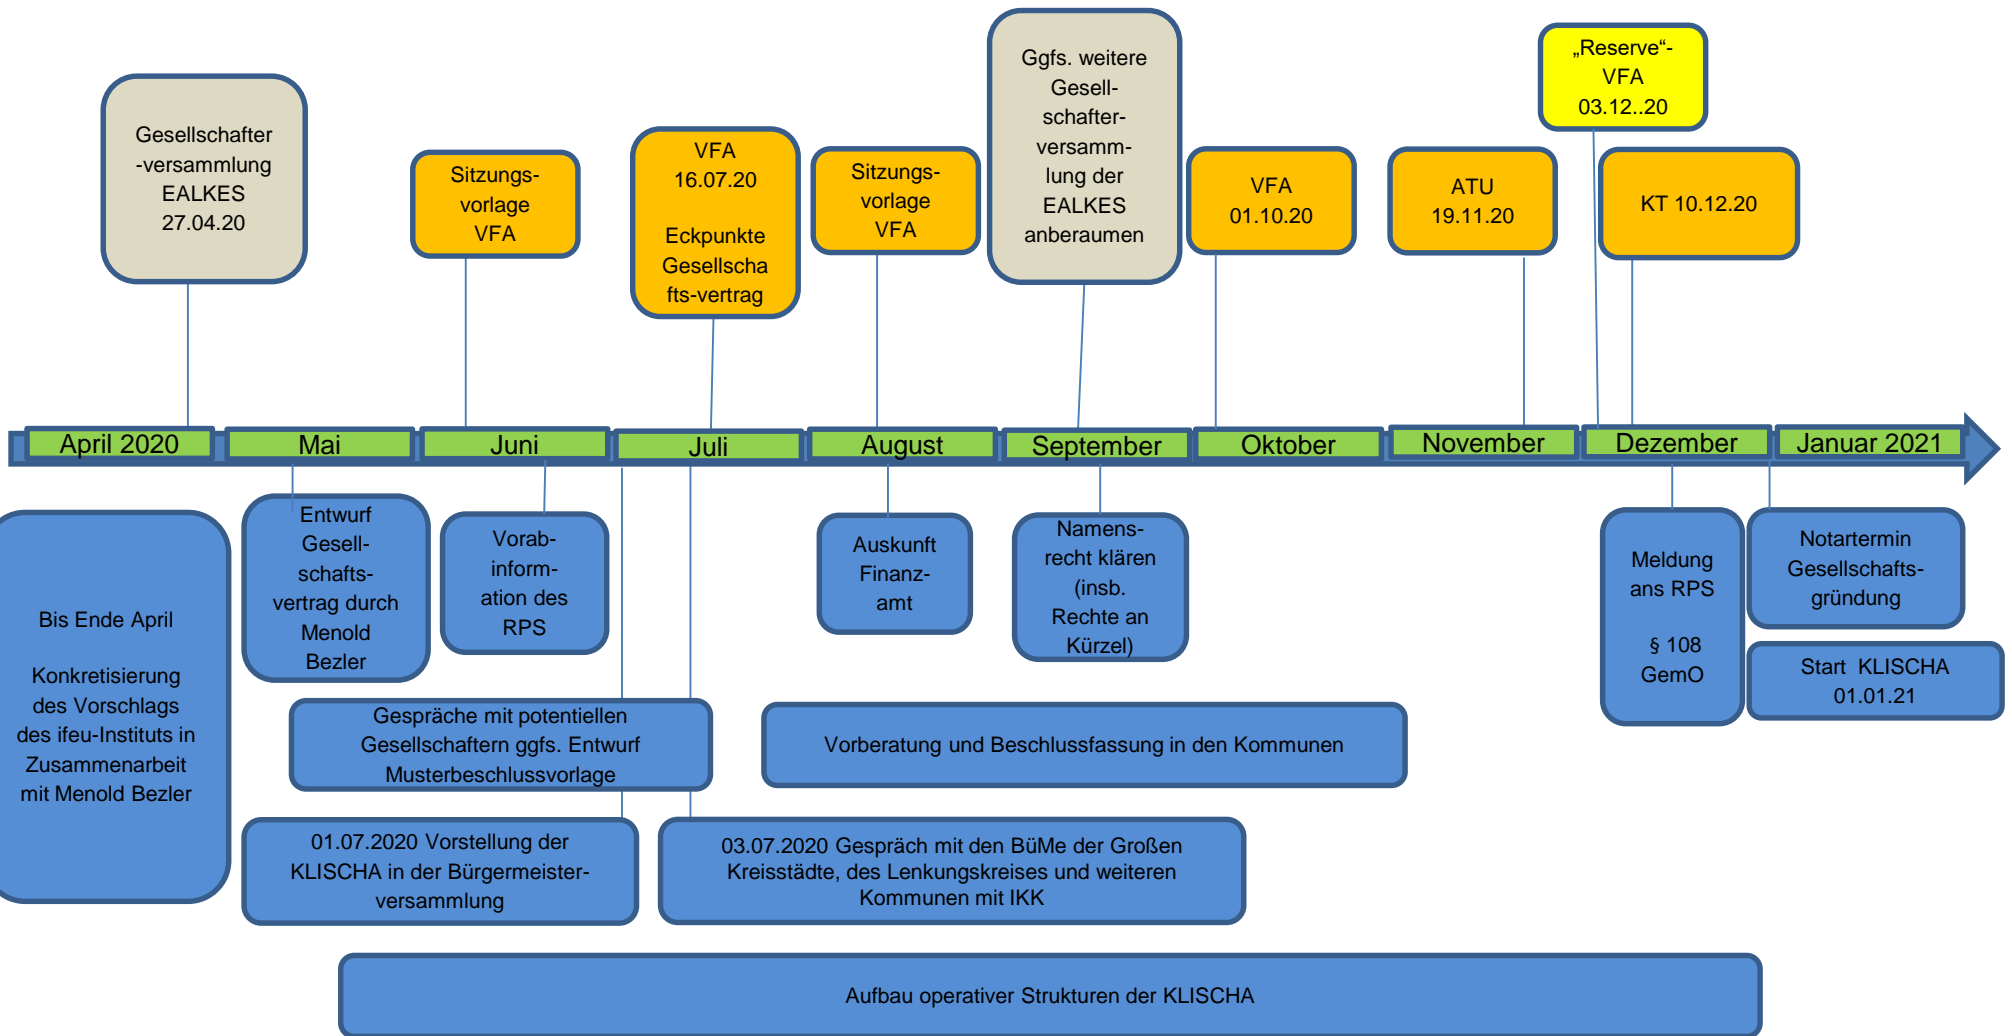 Gesellschafter
-versammlung
EALKES
27.04.20
Sitzungs-
vorlage
VFA
VFA
16.07.20
Eckpunkte
Gesellscha
fts-vertrag
Sitzungs-
vorlage
VFA
Ggfs. weitere
Gesell-
schafter-
versamm-
lung der
EALKES
anberaumen
VFA
01.10.20
ATU
19.11.20
„Reserve“-
VFA
03.12..20
KT 10.12.20
April 2020
Mai
Juni
Juli
August
September
Oktober
November
Dezember
Januar 2021
Bis Ende April
Konkretisierung
des Vorschlags
des ifeu-Instituts in
Zusammenarbeit
mit Menold Bezler
Entwurf
Gesell-
schafts-
vertrag durch
Menold
Bezler
Vorab-
inform-
ation des
RPS
Auskunft
Finanz-
amt
Namens-
recht klären
(insb.
Rechte an
Kürzel)
Meldung
ans RPS
§ 108
GemO
Notartermin
Gesellschafts-
gründung
Start  KLISCHA
01.01.21
Gespräche mit potentiellen
Gesellschaftern ggfs. Entwurf
Musterbeschlussvorlage
Vorberatung und Beschlussfassung in den Kommunen
01.07.2020 Vorstellung der
KLISCHA in der Bürgermeister-
versammlung
03.07.2020 Gespräch mit den BüMe der Großen
Kreisstädte, des Lenkungskreises und weiteren
Kommunen mit IKK
Aufbau operativer Strukturen der KLISCHA